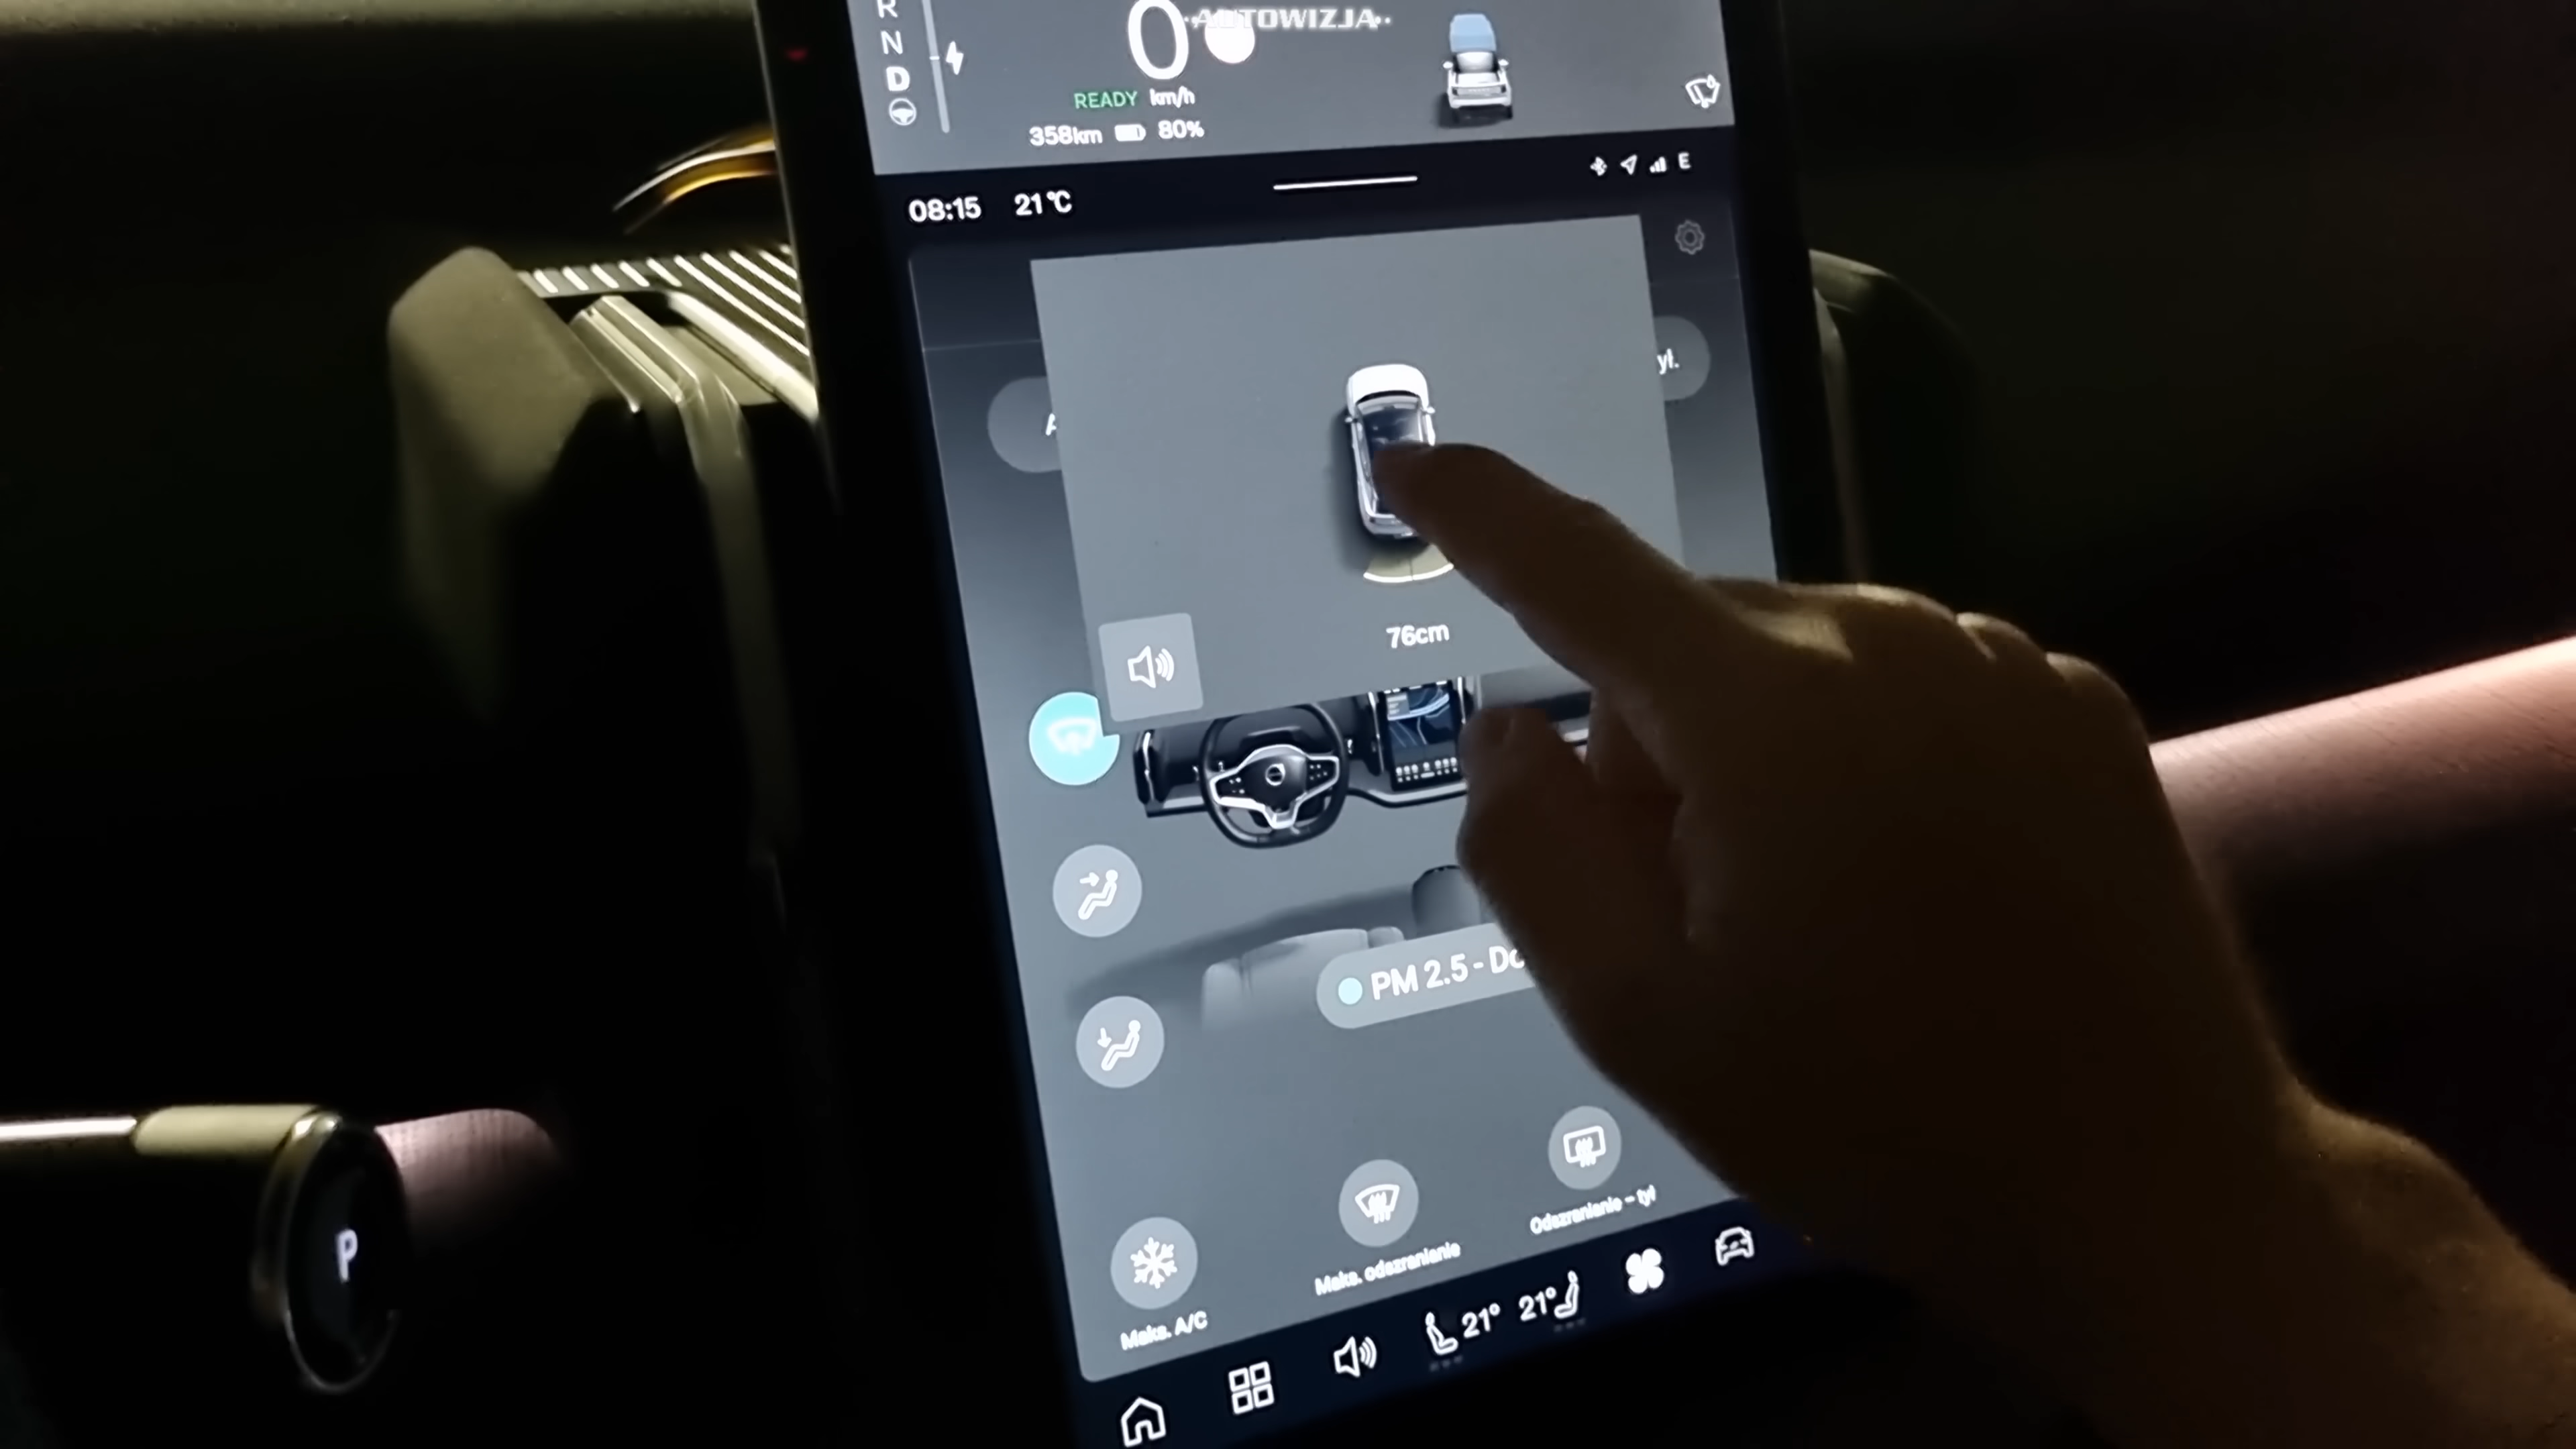 R
N
D
0
AUTOWIZJA
READY km/h
358km 80%
08:15 21°C
E
ył.
76cm
PM 2.5 - Do
Odszranianie – tył
Maks. odszranianie
Maks. A/C
21° 21°
P